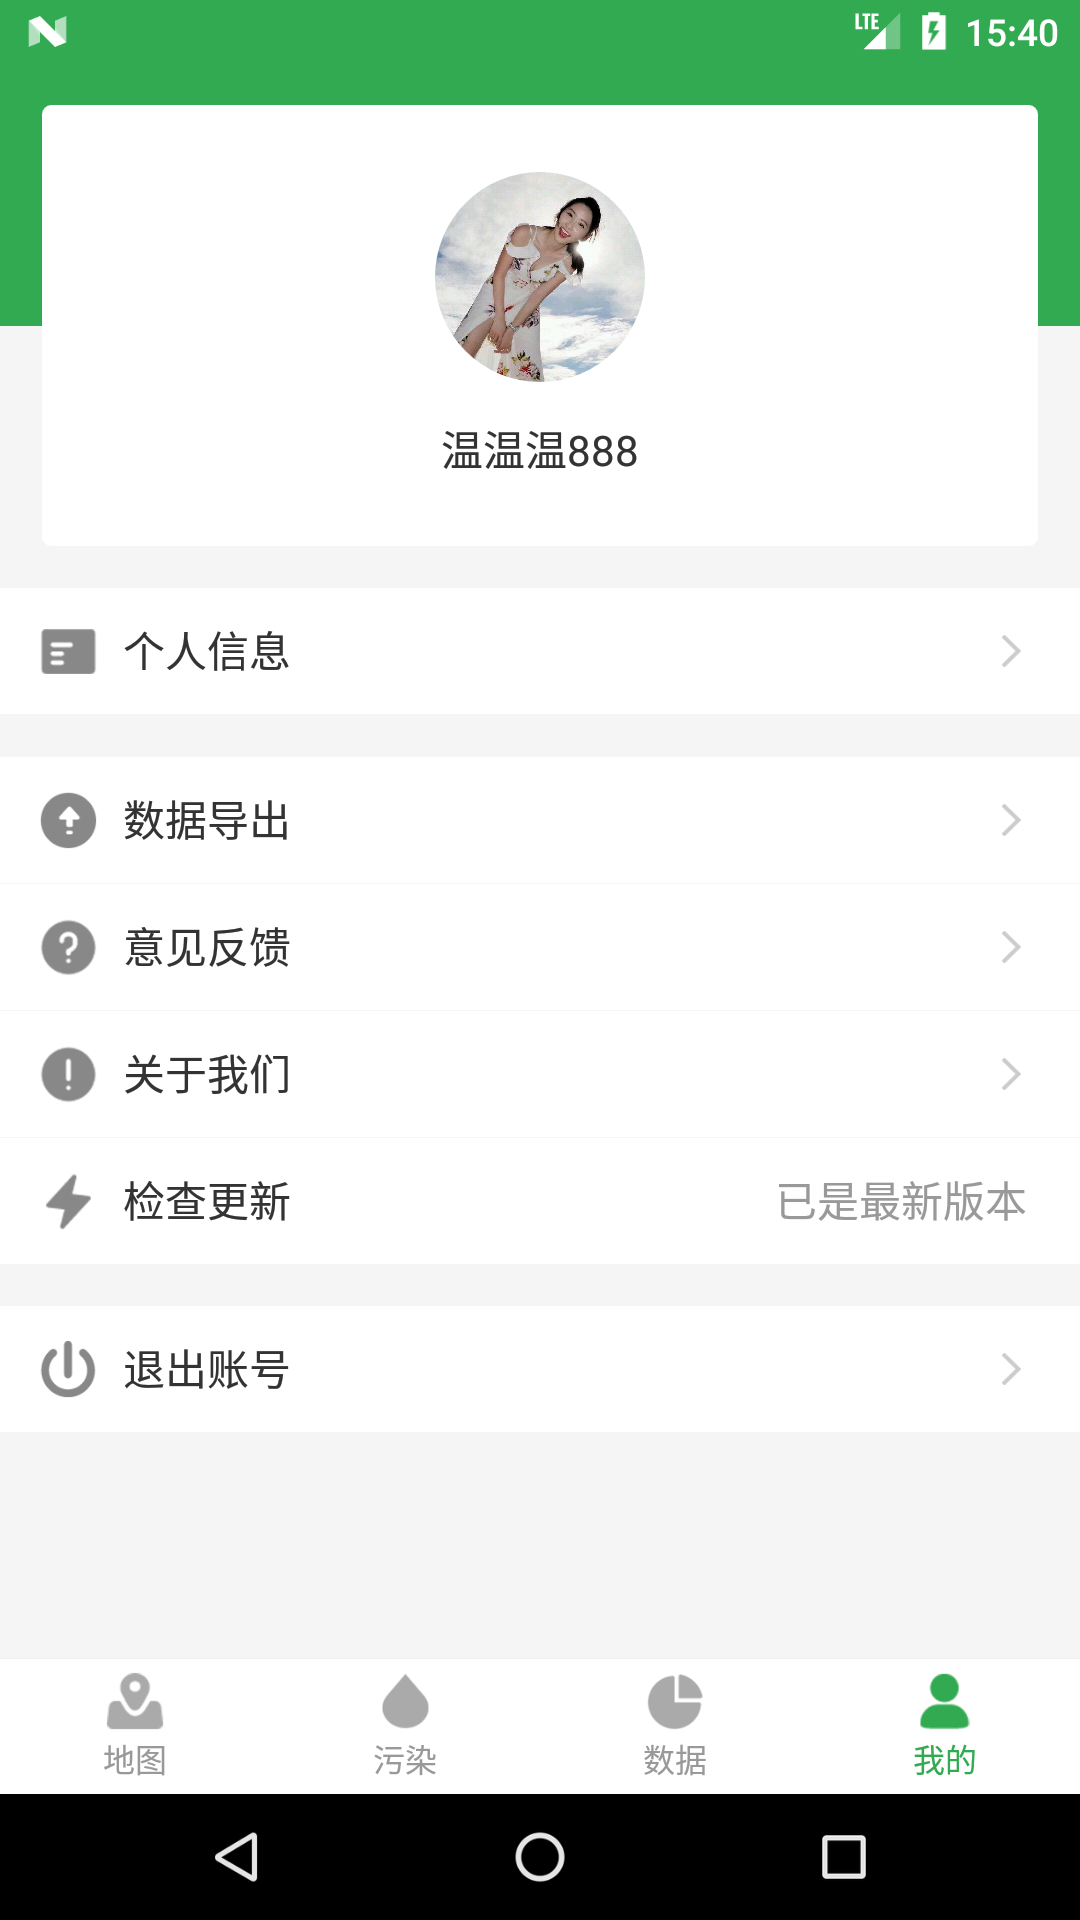 LTE 15:40
温温温888
个人信息
数据导出
意见反馈
关于我们
检查更新 已是最新版本
退出账号
地图 污染 数据 我的